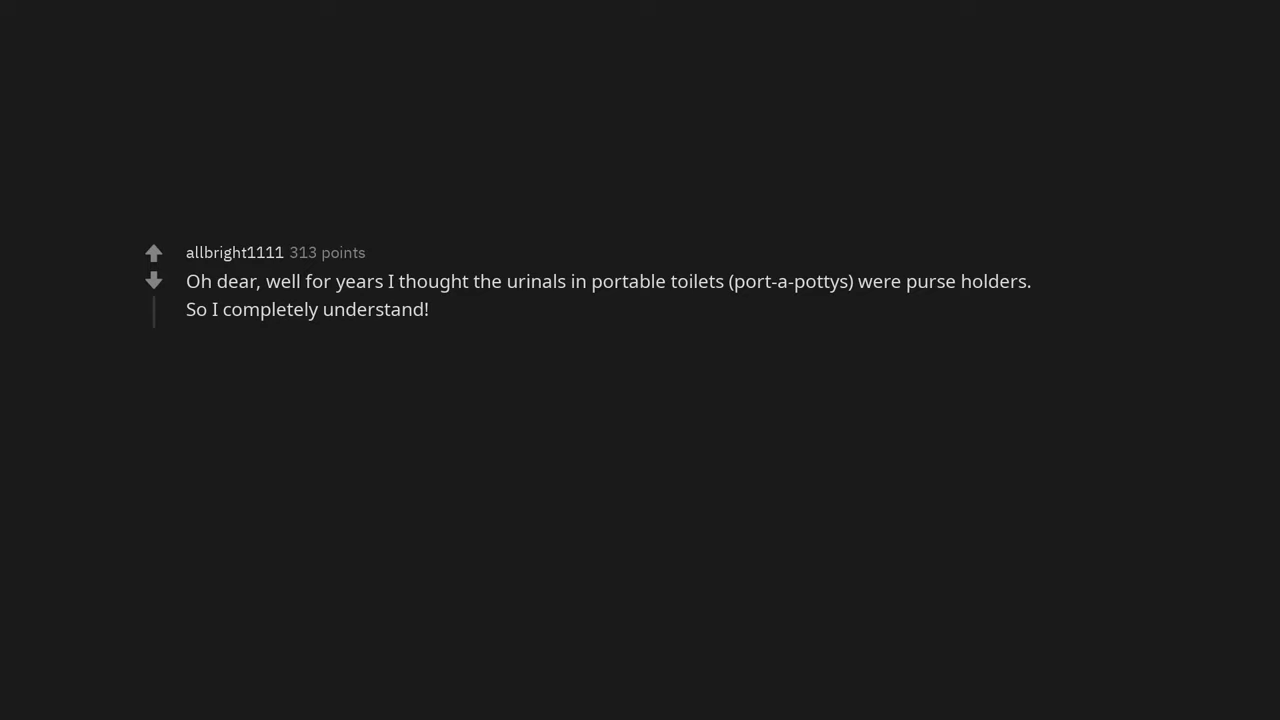 allbright1111 313 points
Oh dear, well for years I thought the urinals in portable toilets (port-a-pottys) were purse holders.
So I completely understand!